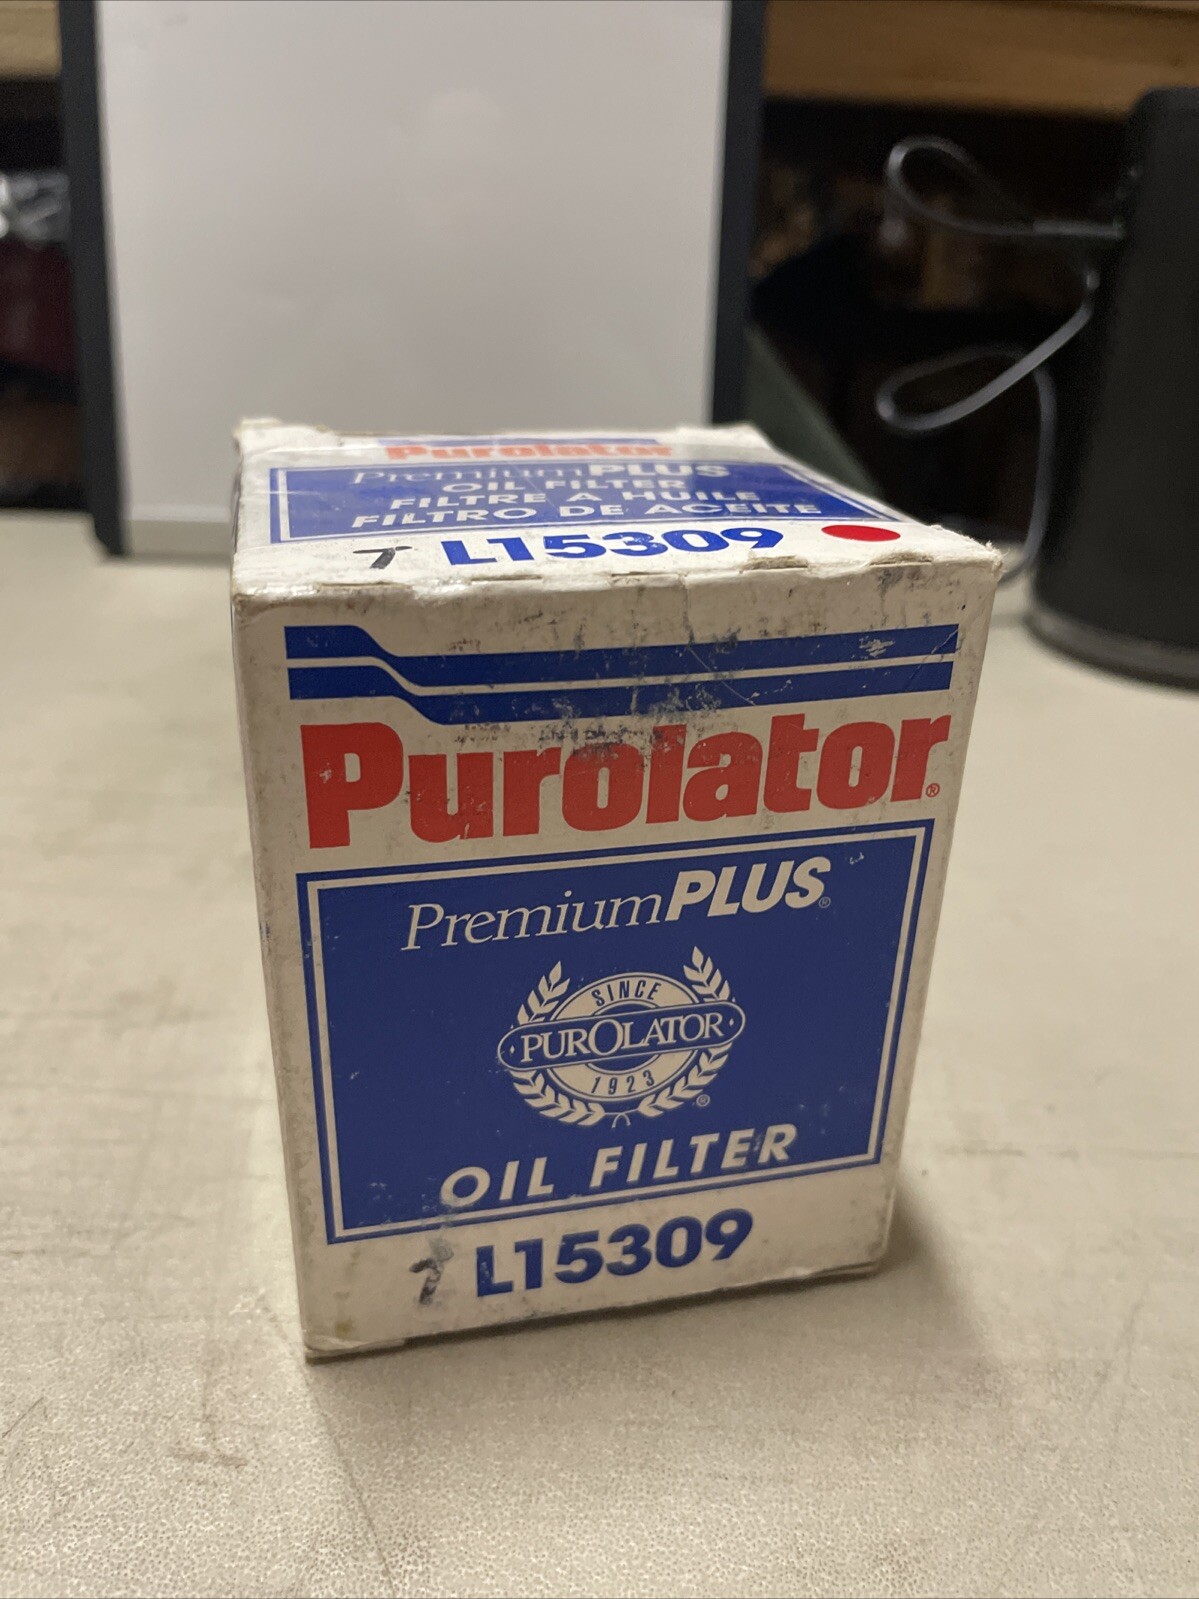 Purolator
PremiumPLUS
OIL FILTER
FILTRE A HUILE
FILTRO DE ACEITE
T L15309
Purolator®
PremiumPLUS®
SINCE
PUROLATOR
1923
®
OIL FILTER
T L15309